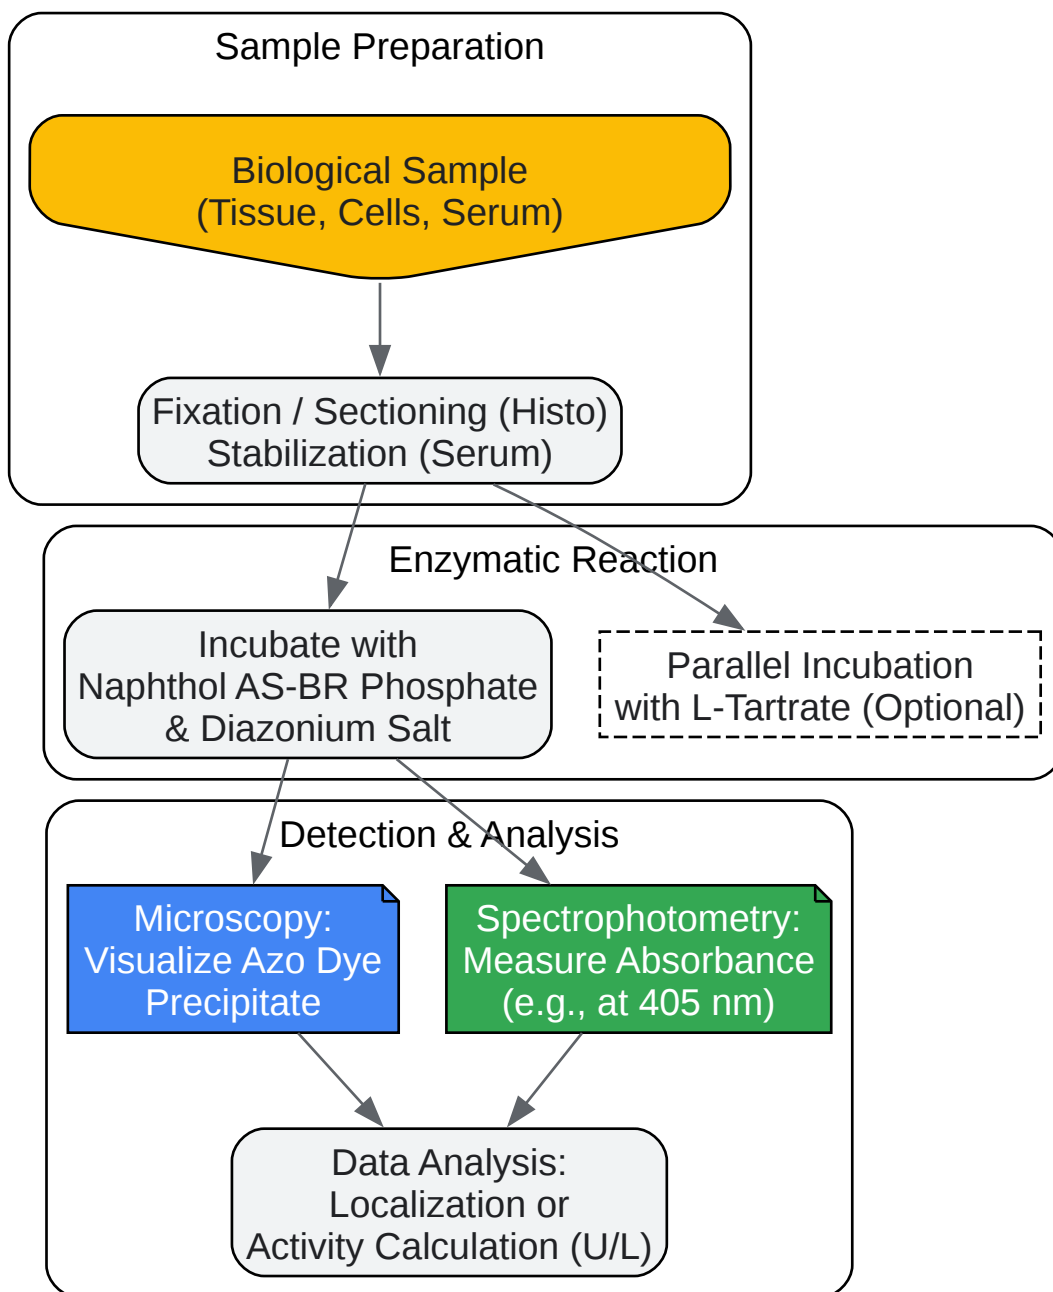 Sample Preparation
Biological Sample
(Tissue, Cells, Serum)
Fixation / Sectioning (Histo)
Stabilization (Serum)
Enzymatic Reaction
Incubate with
Naphthol AS-BR Phosphate
& Diazonium Salt
Parallel Incubation
with L-Tartrate (Optional)
Detection & Analysis
Microscopy:
Visualize Azo Dye
Precipitate
Spectrophotometry:
Measure Absorbance
(e.g., at 405 nm)
Data Analysis:
Localization or
Activity Calculation (U/L)